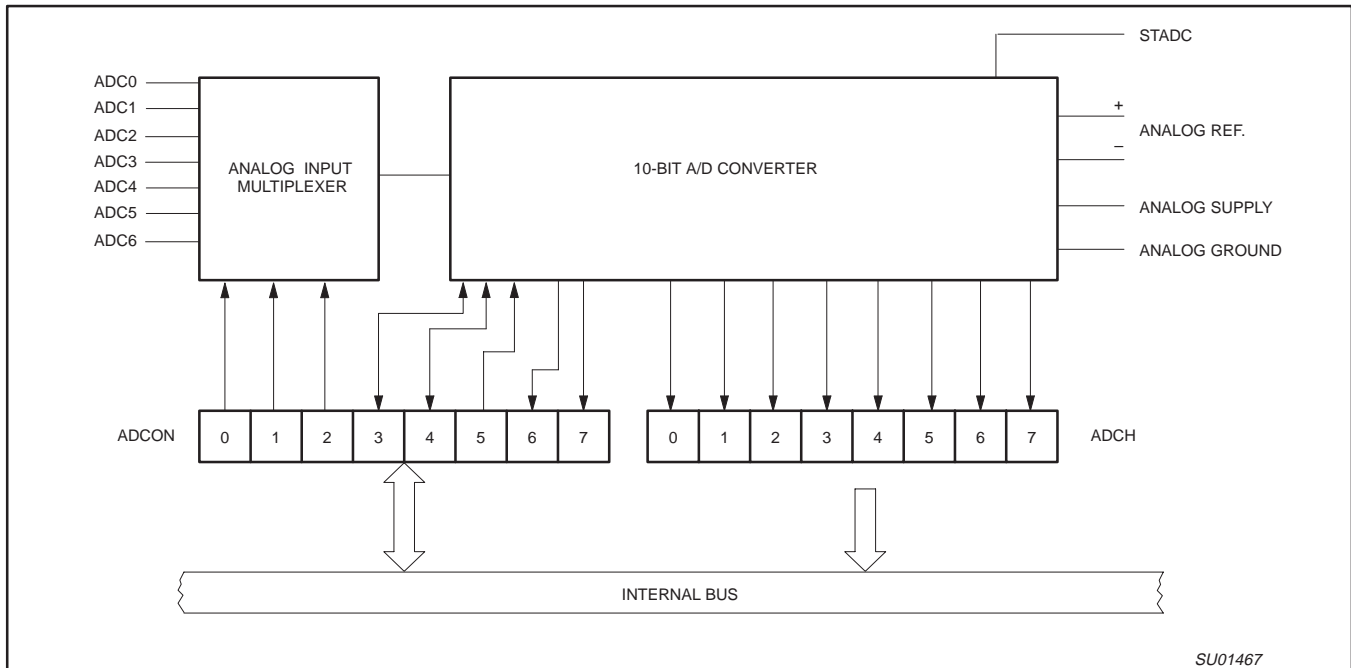 STADC
ADC0
ADC1
ADC2
ADC3
ADC4
ADC5
ADC6
ANALOG INPUT
MULTIPLEXER
10-BIT A/D CONVERTER
+
ANALOG REF.
–
ANALOG SUPPLY
ANALOG GROUND
ADCON 0 1 2 3 4 5 6 7
0 1 2 3 4 5 6 7 ADCH
INTERNAL BUS
SU01467